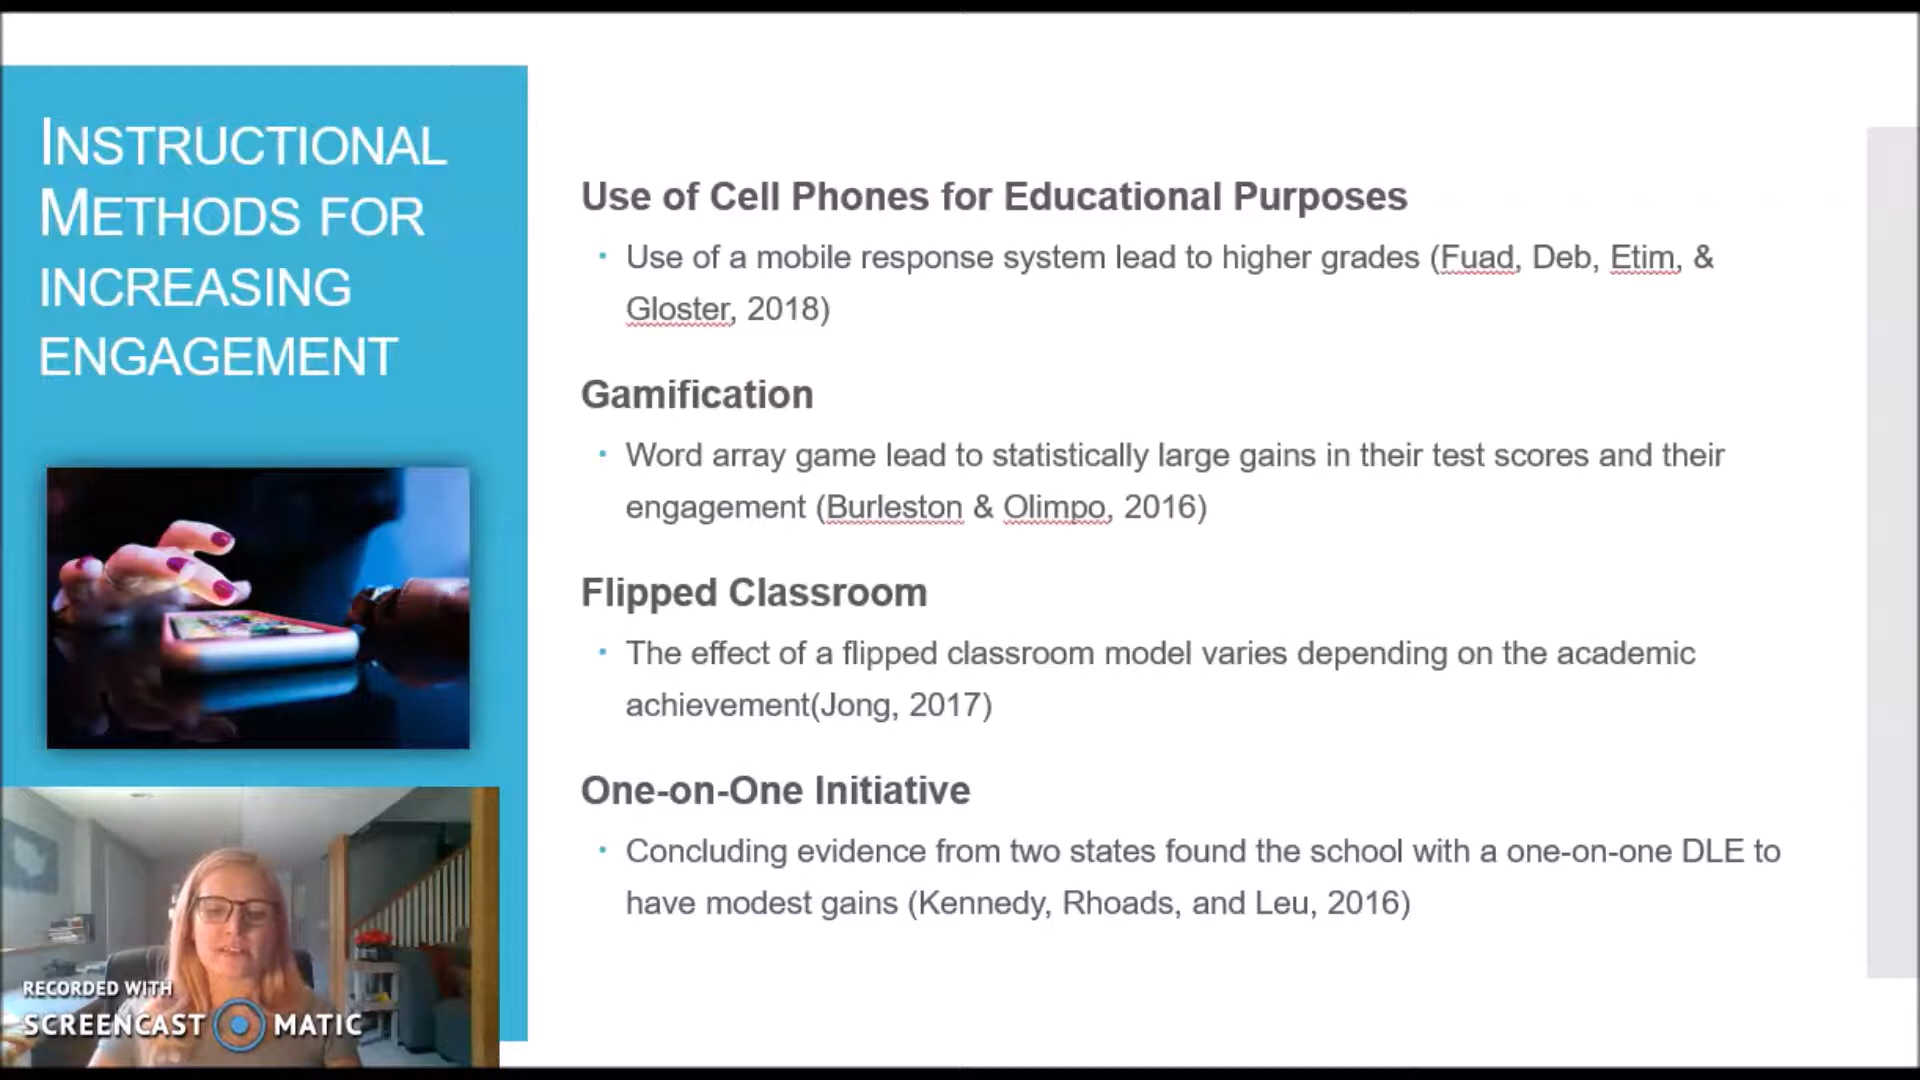 INSTRUCTIONAL
METHODS FOR
INCREASING
ENGAGEMENT
Use of Cell Phones for Educational Purposes
· Use of a mobile response system lead to higher grades (Fuad, Deb, Etim, &
Gloster, 2018)
Gamification
· Word array game lead to statistically large gains in their test scores and their
engagement (Burleston & Olimpo, 2016)
Flipped Classroom
· The effect of a flipped classroom model varies depending on the academic
achievement(Jong, 2017)
One-on-One Initiative
· Concluding evidence from two states found the school with a one-on-one DLE to
have modest gains (Kennedy, Rhoads, and Leu, 2016)
RECORDED WITH
SCREENCAST MATIC